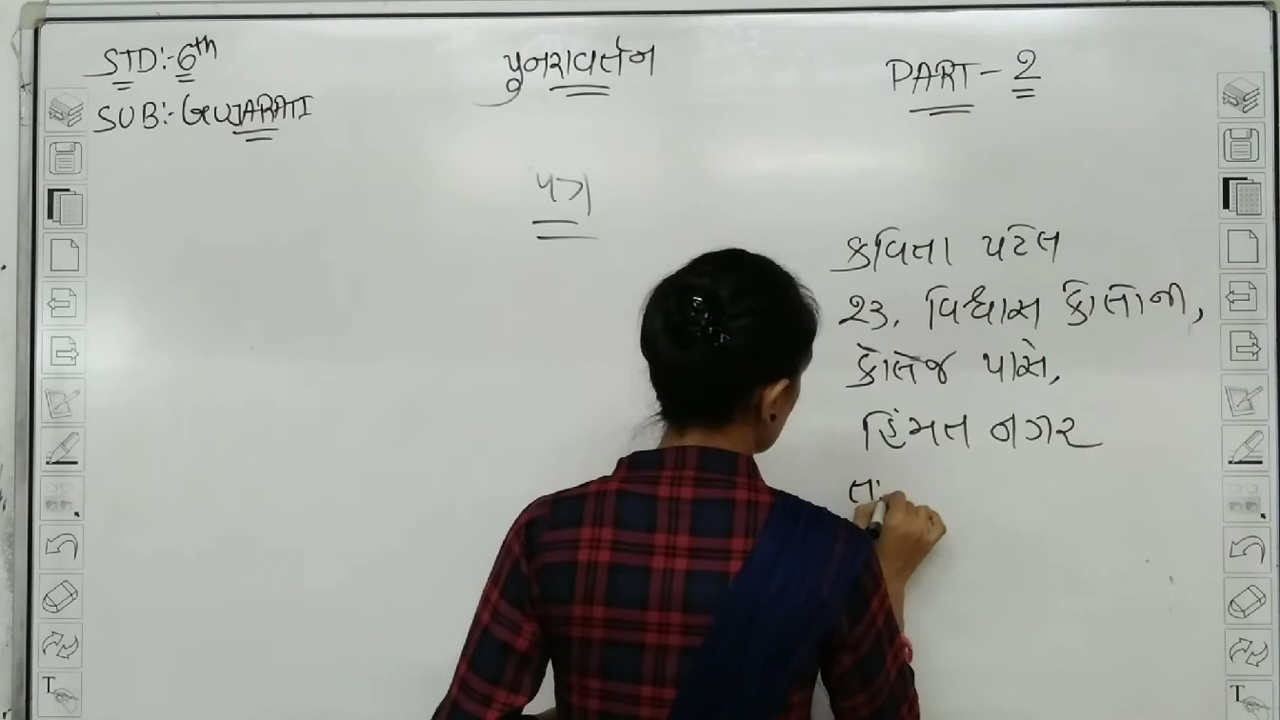 STD:- 6th
SUB:- GUJARATI
પુનરાવર્તન
PART - 2
પત્ર
કવિતા પટેલ
૨૩, વિશ્વાસ કોલોની,
કોલેજ પાસે,
હિંમત નગર
તા
T
T